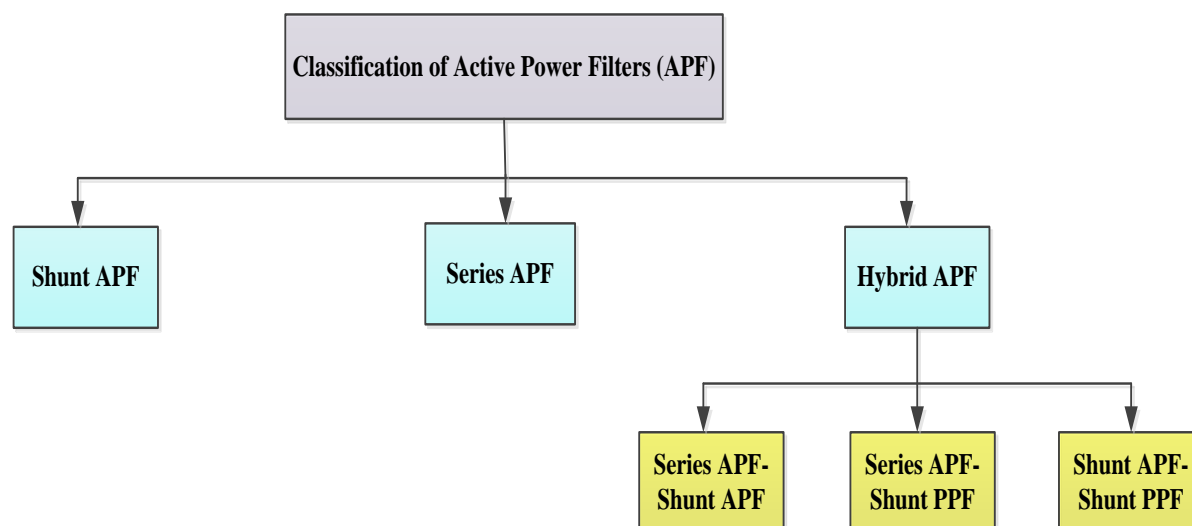 Classification of Active Power Filters (APF)
Shunt APF
Series APF
Hybrid APF
Series APF-
Shunt APF
Series APF-
Shunt PPF
Shunt APF-
Shunt PPF